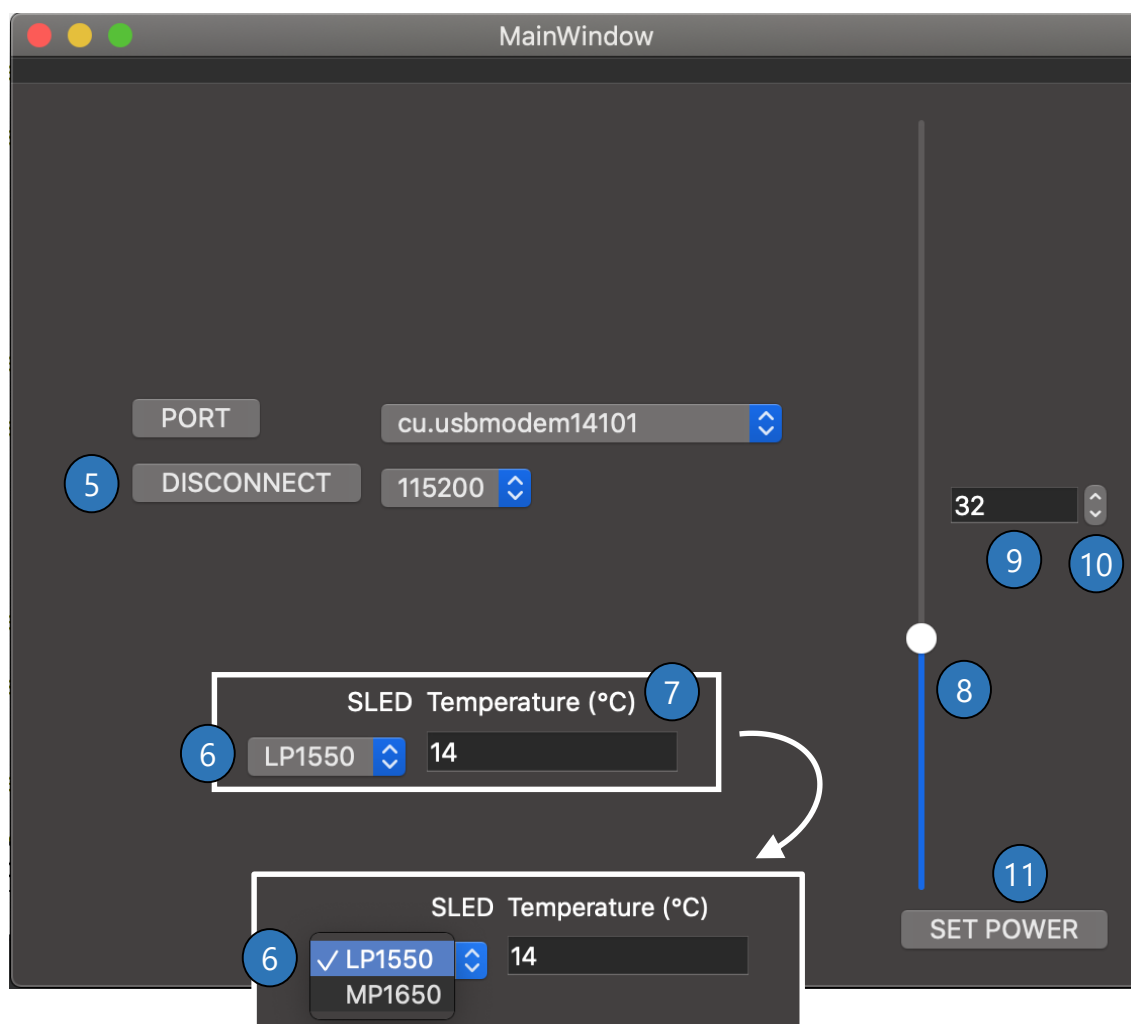 MainWindow
PORT
cu.usbmodem14101
5
DISCONNECT
115200
32
9
10
SLED Temperature (°C)
7
8
6
LP1550
14
11
SET POWER
SLED Temperature (°C)
6
✓ LP1550
14
MP1650